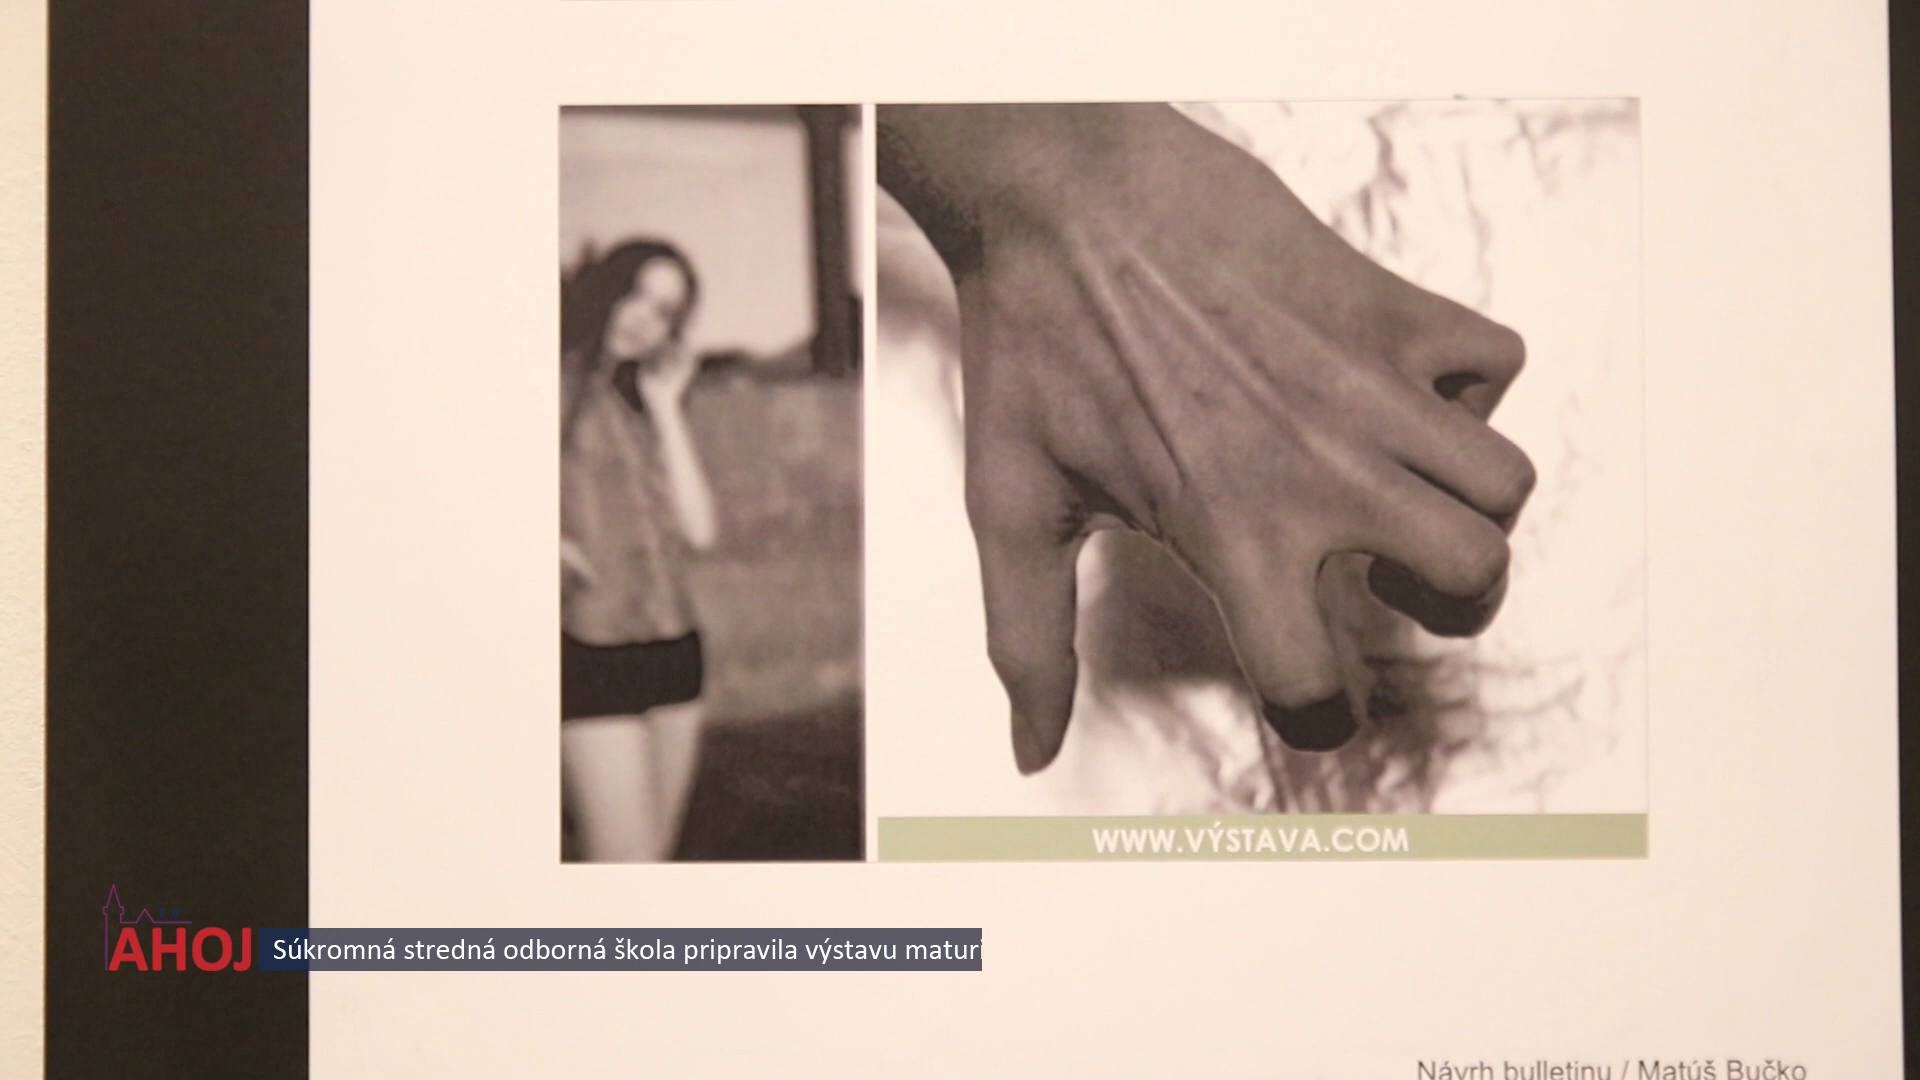 WWW.VÝSTAVA.COM
AHOJ
Súkromná stredná odborná škola pripravila výstavu maturi
Návrh bulletinu / Matúš Bučko